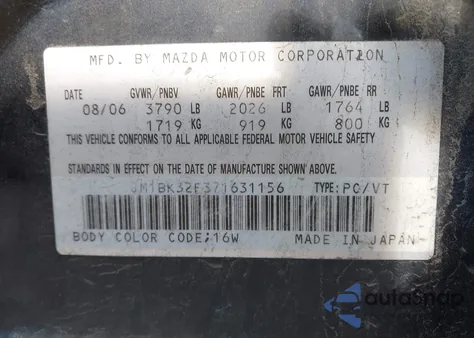 MFD. BY MAZDA MOTOR CORPORATION
DATE GVWR/PNBV GAWR/PNBE FRT GAWR/PNBE RR
08/06 3790 LB 2026 LB 1764 LB
1719 KG 919 KG 800 KG
THIS VEHICLE CONFORMS TO ALL APPLICABLE FEDERAL MOTOR VEHICLE SAFETY
STANDARDS IN EFFECT ON THE DATE OF MANUFACTURE SHOWN ABOVE.
JM1BK32F371631156 TYPE:PC/VT
BODY COLOR CODE;16W MADE IN JAPAN
autoSnap